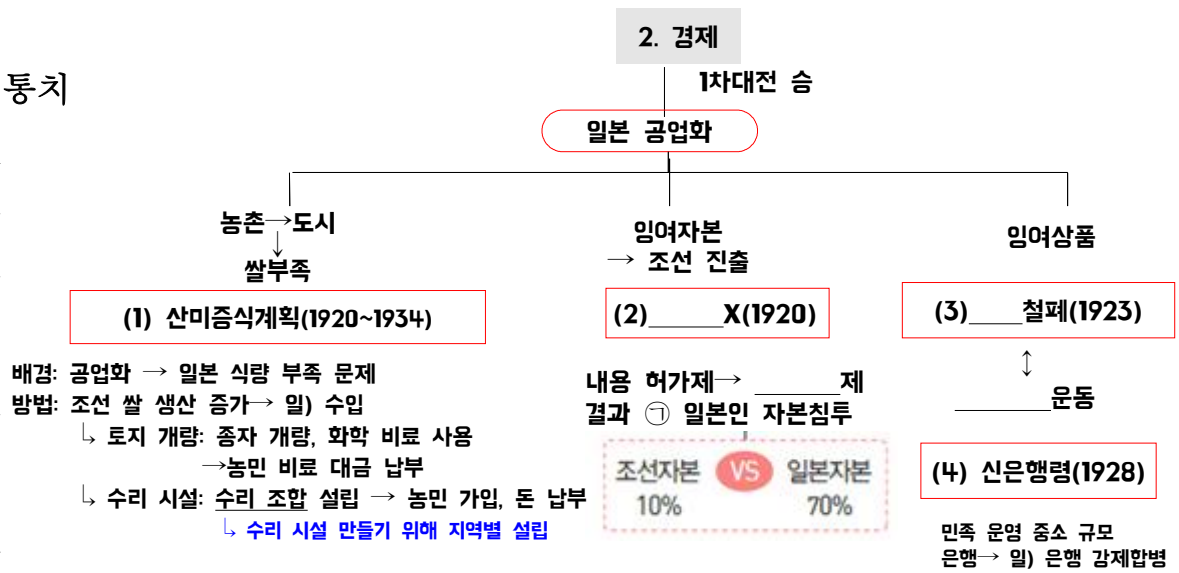 2. 경제
통치
1차대전 승
일본 공업화
농촌→도시
↓
쌀부족
(1) 산미증식계획(1920~1934)
배경: 공업화 → 일본 식량 부족 문제
방법: 조선 쌀 생산 증가→ 일) 수입
↳ 토지 개량: 종자 개량, 화학 비료 사용
→농민 비료 대금 납부
↳ 수리 시설: 수리 조합 설립 → 농민 가입, 돈 납부
↳ 수리 시설 만들기 위해 지역별 설립
잉여자본
→ 조선 진출
(2)______X(1920)
내용 허가제→ _______제
결과 ㉠ 일본인 자본침투
조선자본 VS 일본자본
10% 70%
잉여상품
(3)____철폐(1923)
↕
________운동
(4) 신은행령(1928)
민족 운영 중소 규모
은행→ 일) 은행 강제합병